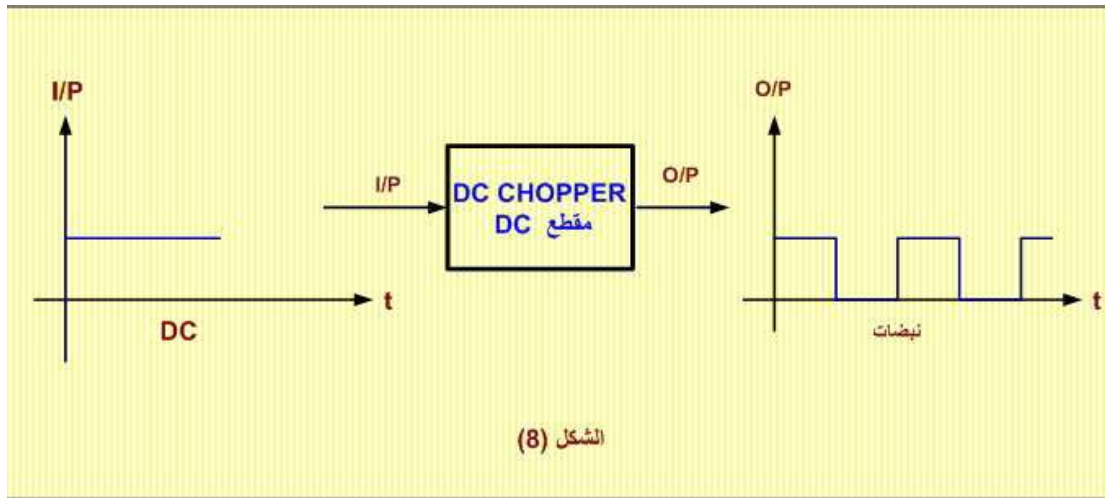 I/P
t
DC
I/P
DC CHOPPER
مقطع DC
O/P
O/P
t
نبضات
الشكل (8)